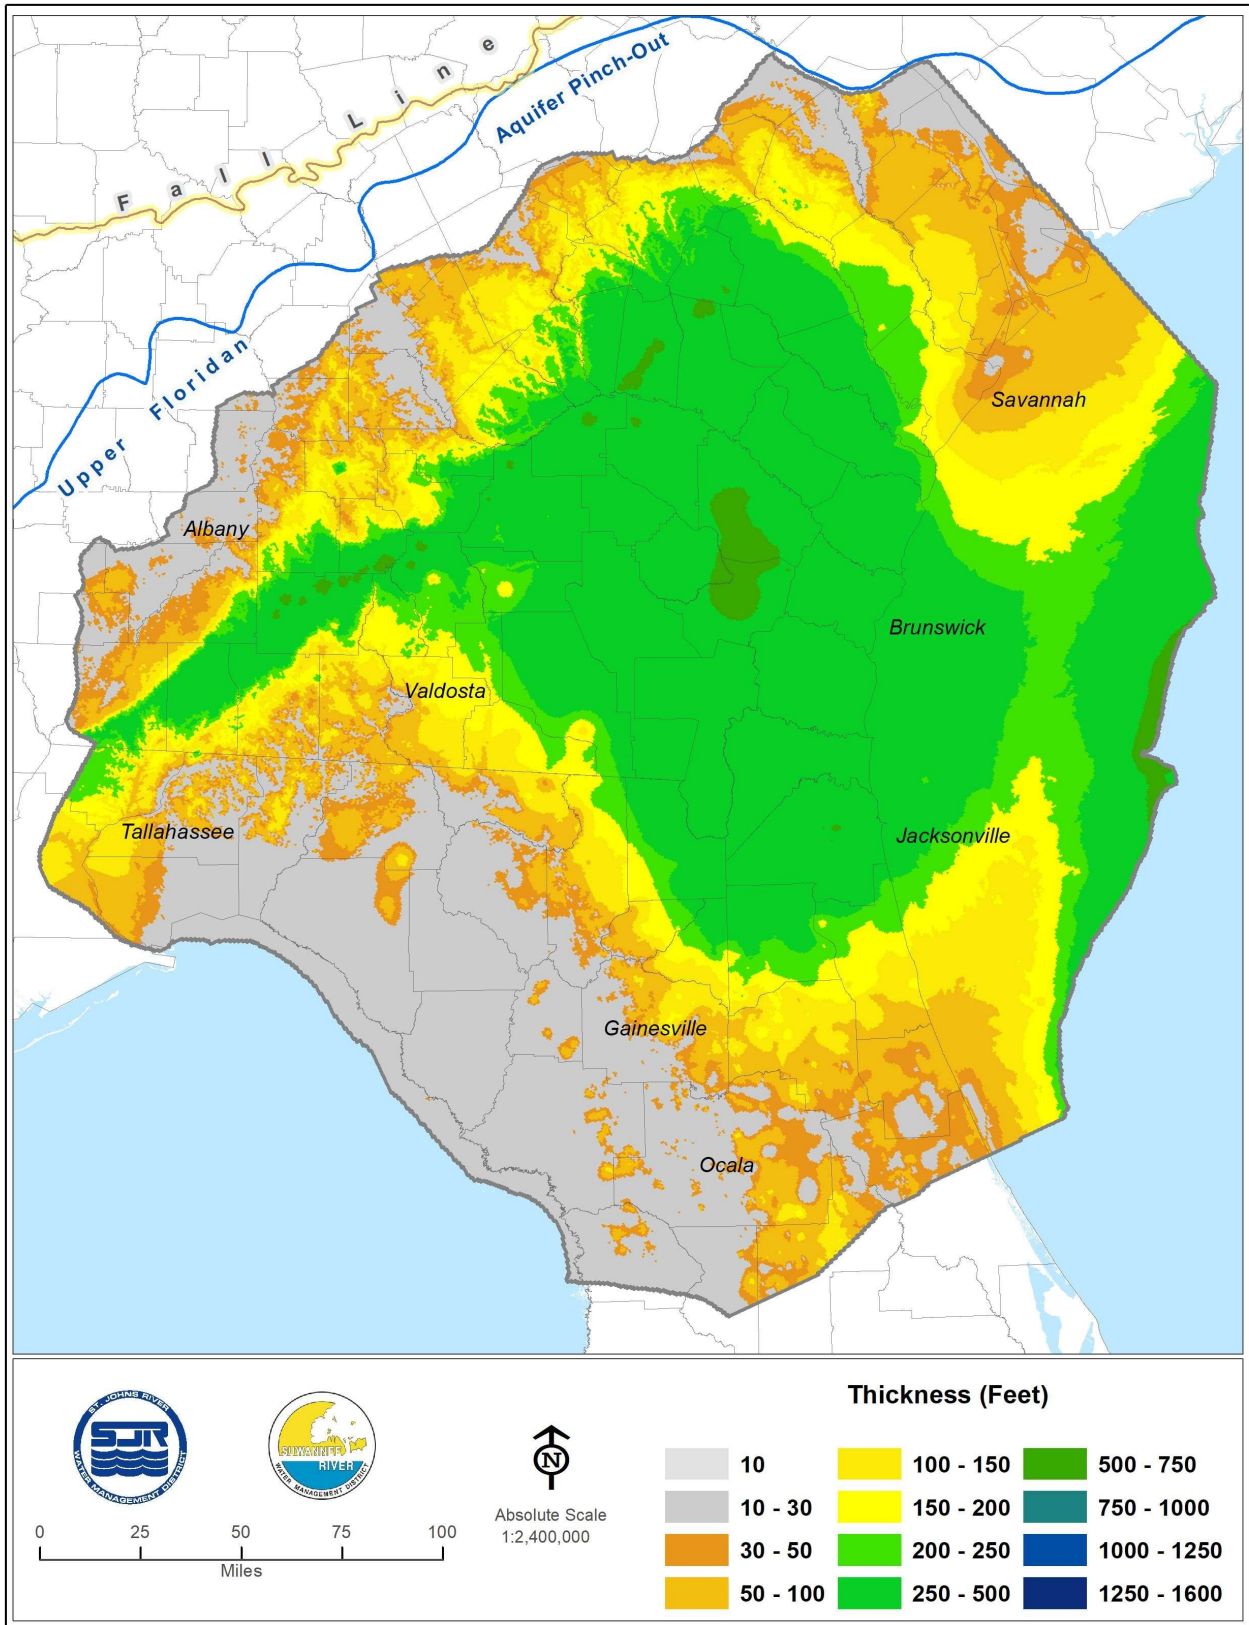 Fall Line
Aquifer Pinch-Out
Upper Floridan
Savannah
Albany
Brunswick
Valdosta
Tallahassee
Jacksonville
Gainesville
Ocala
Thickness (Feet)
ST. JOHNS RIVER
SJR
WATER MANAGEMENT DISTRICT
SUWANNEE
RIVER
WATER MANAGEMENT DISTRICT
N
Absolute Scale
1:2,400,000
0 25 50 75 100
Miles
10
10 - 30
30 - 50
50 - 100
100 - 150
150 - 200
200 - 250
250 - 500
500 - 750
750 - 1000
1000 - 1250
1250 - 1600